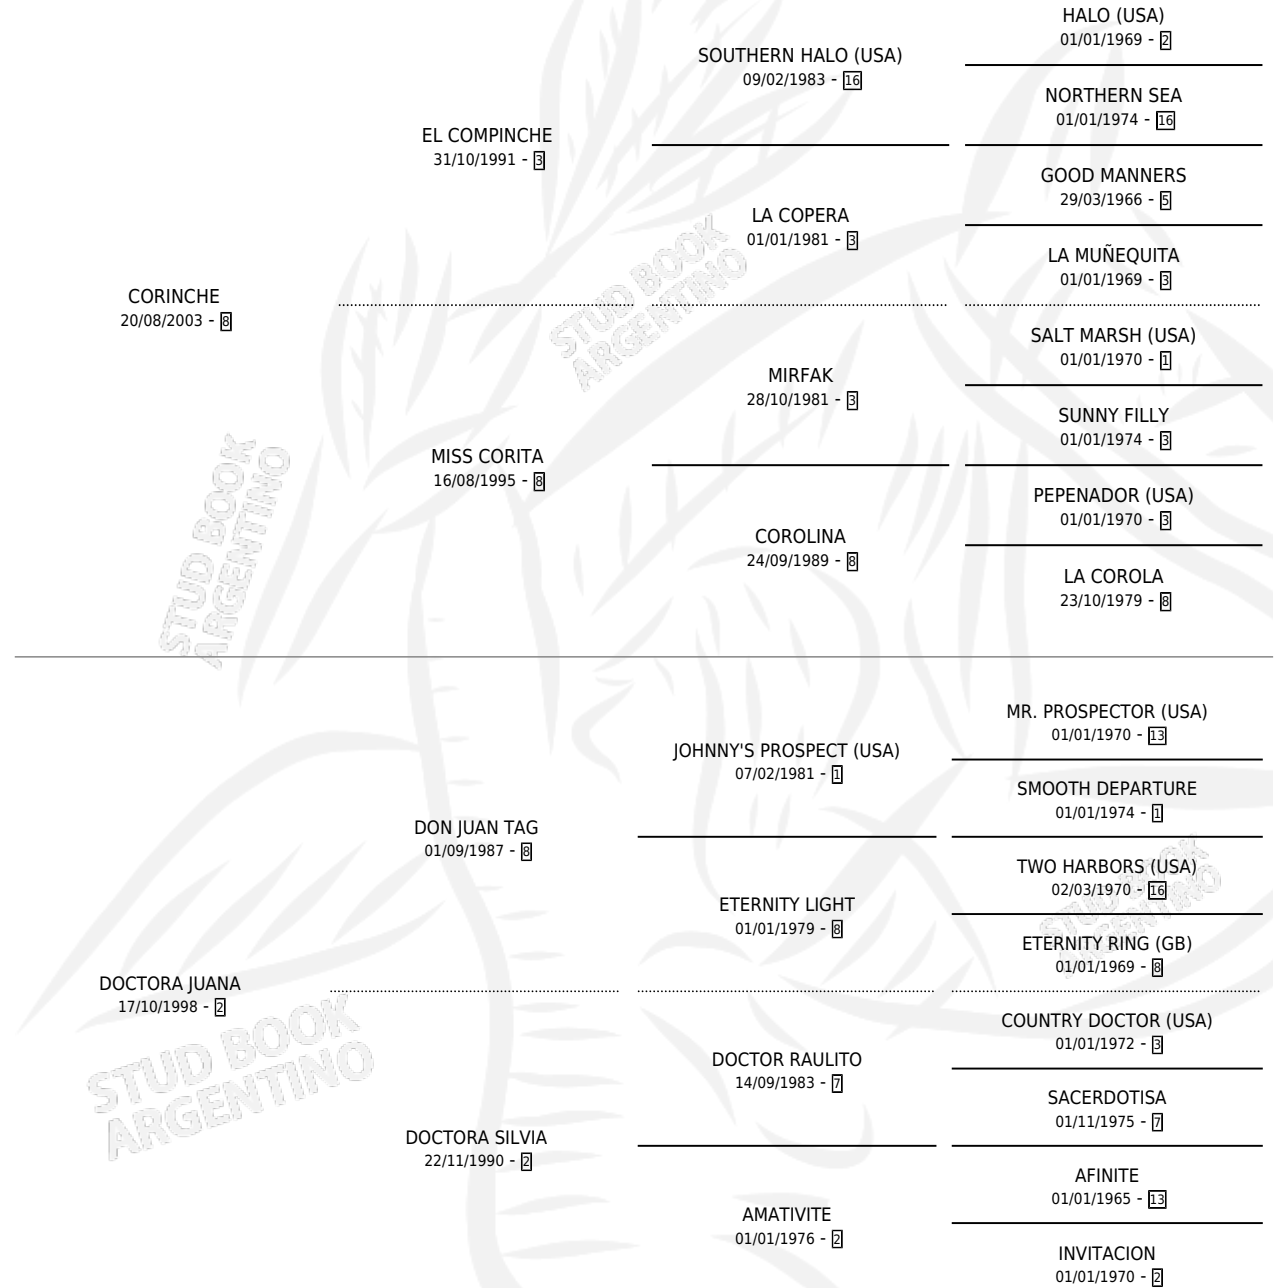 HALO (USA)
01/01/1969 - 2
SOUTHERN HALO (USA)
09/02/1983 - 16
NORTHERN SEA
01/01/1974 - 16
EL COMPINCHE
31/10/1991 - 3
GOOD MANNERS
29/03/1966 - 5
LA COPERA
01/01/1981 - 3
LA MUÑEQUITA
01/01/1969 - 3
CORINCHE
20/08/2003 - 8
STUD BOOK
ARGENTINO
SALT MARSH (USA)
01/01/1970 - 1
MIRFAK
28/10/1981 - 3
SUNNY FILLY
01/01/1974 - 3
MISS CORITA
16/08/1995 - 8
PEPENADOR (USA)
01/01/1970 - 3
COROLINA
24/09/1989 - 8
LA COROLA
23/10/1979 - 8
STUD BOOK
ARGENTINO
MR. PROSPECTOR (USA)
01/01/1970 - 13
JOHNNY'S PROSPECT (USA)
07/02/1981 - 1
SMOOTH DEPARTURE
01/01/1974 - 1
DON JUAN TAG
01/09/1987 - 8
TWO HARBORS (USA)
02/03/1970 - 16
ETERNITY LIGHT
01/01/1979 - 8
STUD BOOK
ARGENTINO
ETERNITY RING (GB)
01/01/1969 - 8
DOCTORA JUANA
17/10/1998 - 2
STUD BOOK
ARGENTINO
COUNTRY DOCTOR (USA)
01/01/1972 - 3
DOCTOR RAULITO
14/09/1983 - 7
SACERDOTISA
01/11/1975 - 7
DOCTORA SILVIA
22/11/1990 - 2
AFINITE
01/01/1965 - 13
AMATIVITE
01/01/1976 - 2
INVITACION
01/01/1970 - 2